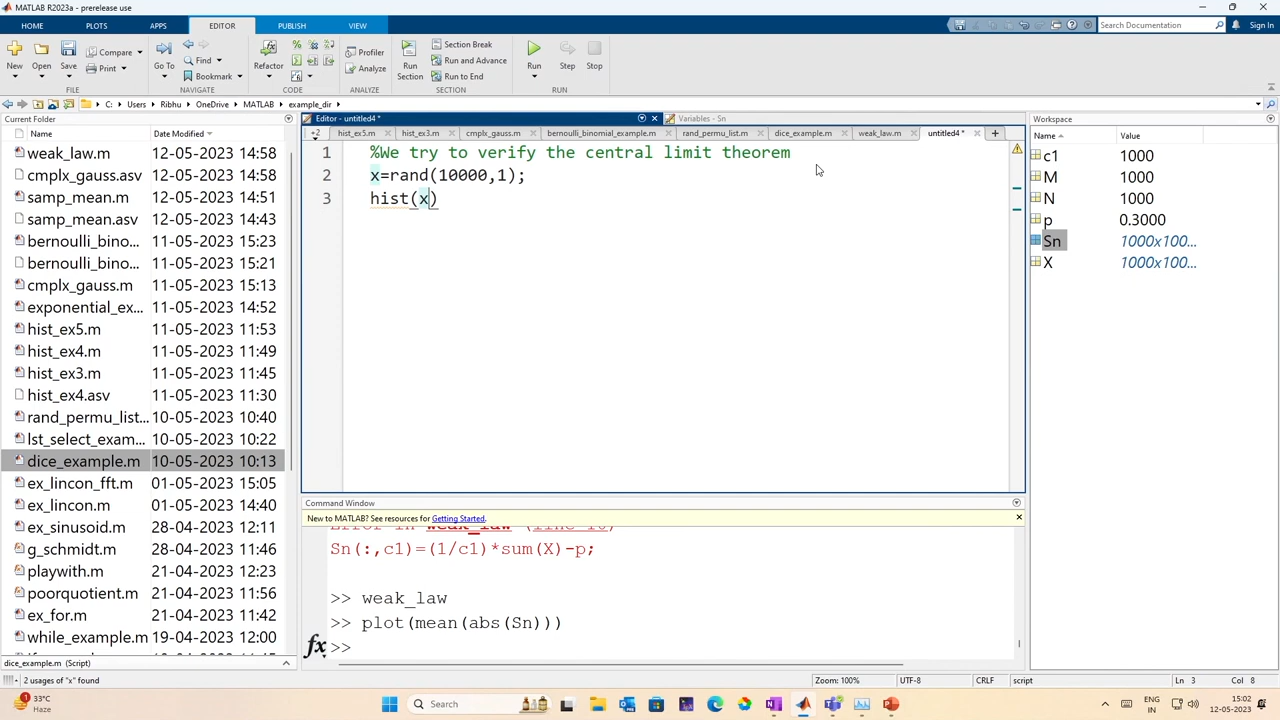 MATLAB R2023a - prerelease use
HOME PLOTS APPS EDITOR PUBLISH VIEW
Search Documentation
Sign In
New Open Save Compare Print
Go To Find Bookmark
Refactor
Profiler Analyze
Run Section
Section Break
Run and Advance
Run to End
Run Step Stop
FILE NAVIGATE CODE ANALYZE SECTION RUN
C: Users Ribhu OneDrive MATLAB example_dir
Current Folder
Name Date Modified
weak_law.m 12-05-2023 14:58
cmplx_gauss.asv 12-05-2023 14:58
samp_mean.m 12-05-2023 14:58
samp_mean.asv 12-05-2023 14:43
bernoulli_bino... 11-05-2023 15:23
bernoulli_bino... 11-05-2023 15:21
cmplx_gauss.m 11-05-2023 15:13
exponential_ex... 11-05-2023 14:52
hist_ex5.m 11-05-2023 11:53
hist_ex4.m 11-05-2023 11:49
hist_ex3.m 11-05-2023 11:45
hist_ex4.asv 11-05-2023 11:30
rand_permu_list... 10-05-2023 10:40
lst_select_exam... 10-05-2023 10:22
dice_example.m 10-05-2023 10:13
ex_lincon_fft.m 01-05-2023 15:05
ex_lincon.m 01-05-2023 14:40
ex_sinusoid.m 28-04-2023 12:11
g_schmidt.m 28-04-2023 11:46
playwith.m 21-04-2023 12:23
poorquotient.m 21-04-2023 11:56
ex_for.m 21-04-2023 11:42
while_example.m 19-04-2023 12:00
dice_example.m (Script)
Editor - untitled4 *
Variables - Sn
+2 hist_ex5.m hist_ex3.m cmplx_gauss.m bernoulli_binomial_example.m rand_permu_list.m dice_example.m weak_law.m untitled4 *
1 %We try to verify the central limit theorem
2 x=rand(10000,1);
3 hist(x)
Command Window
New to MATLAB? See resources for Getting Started.
Error in weak_law (line 10)
Sn(:,c1)=(1/c1)*sum(X)-p;
>> weak_law
>> plot(mean(abs(Sn)))
fx >>
Workspace
Name Value
c1 1000
M 1000
N 1000
p 0.3000
Sn 1000x100...
X 1000x100...
2 usages of "x" found
Zoom: 100% UTF-8 CRLF script Ln 3 Col 8
33°C
Haze
Search
ENG
IN
15:02
12-05-2023